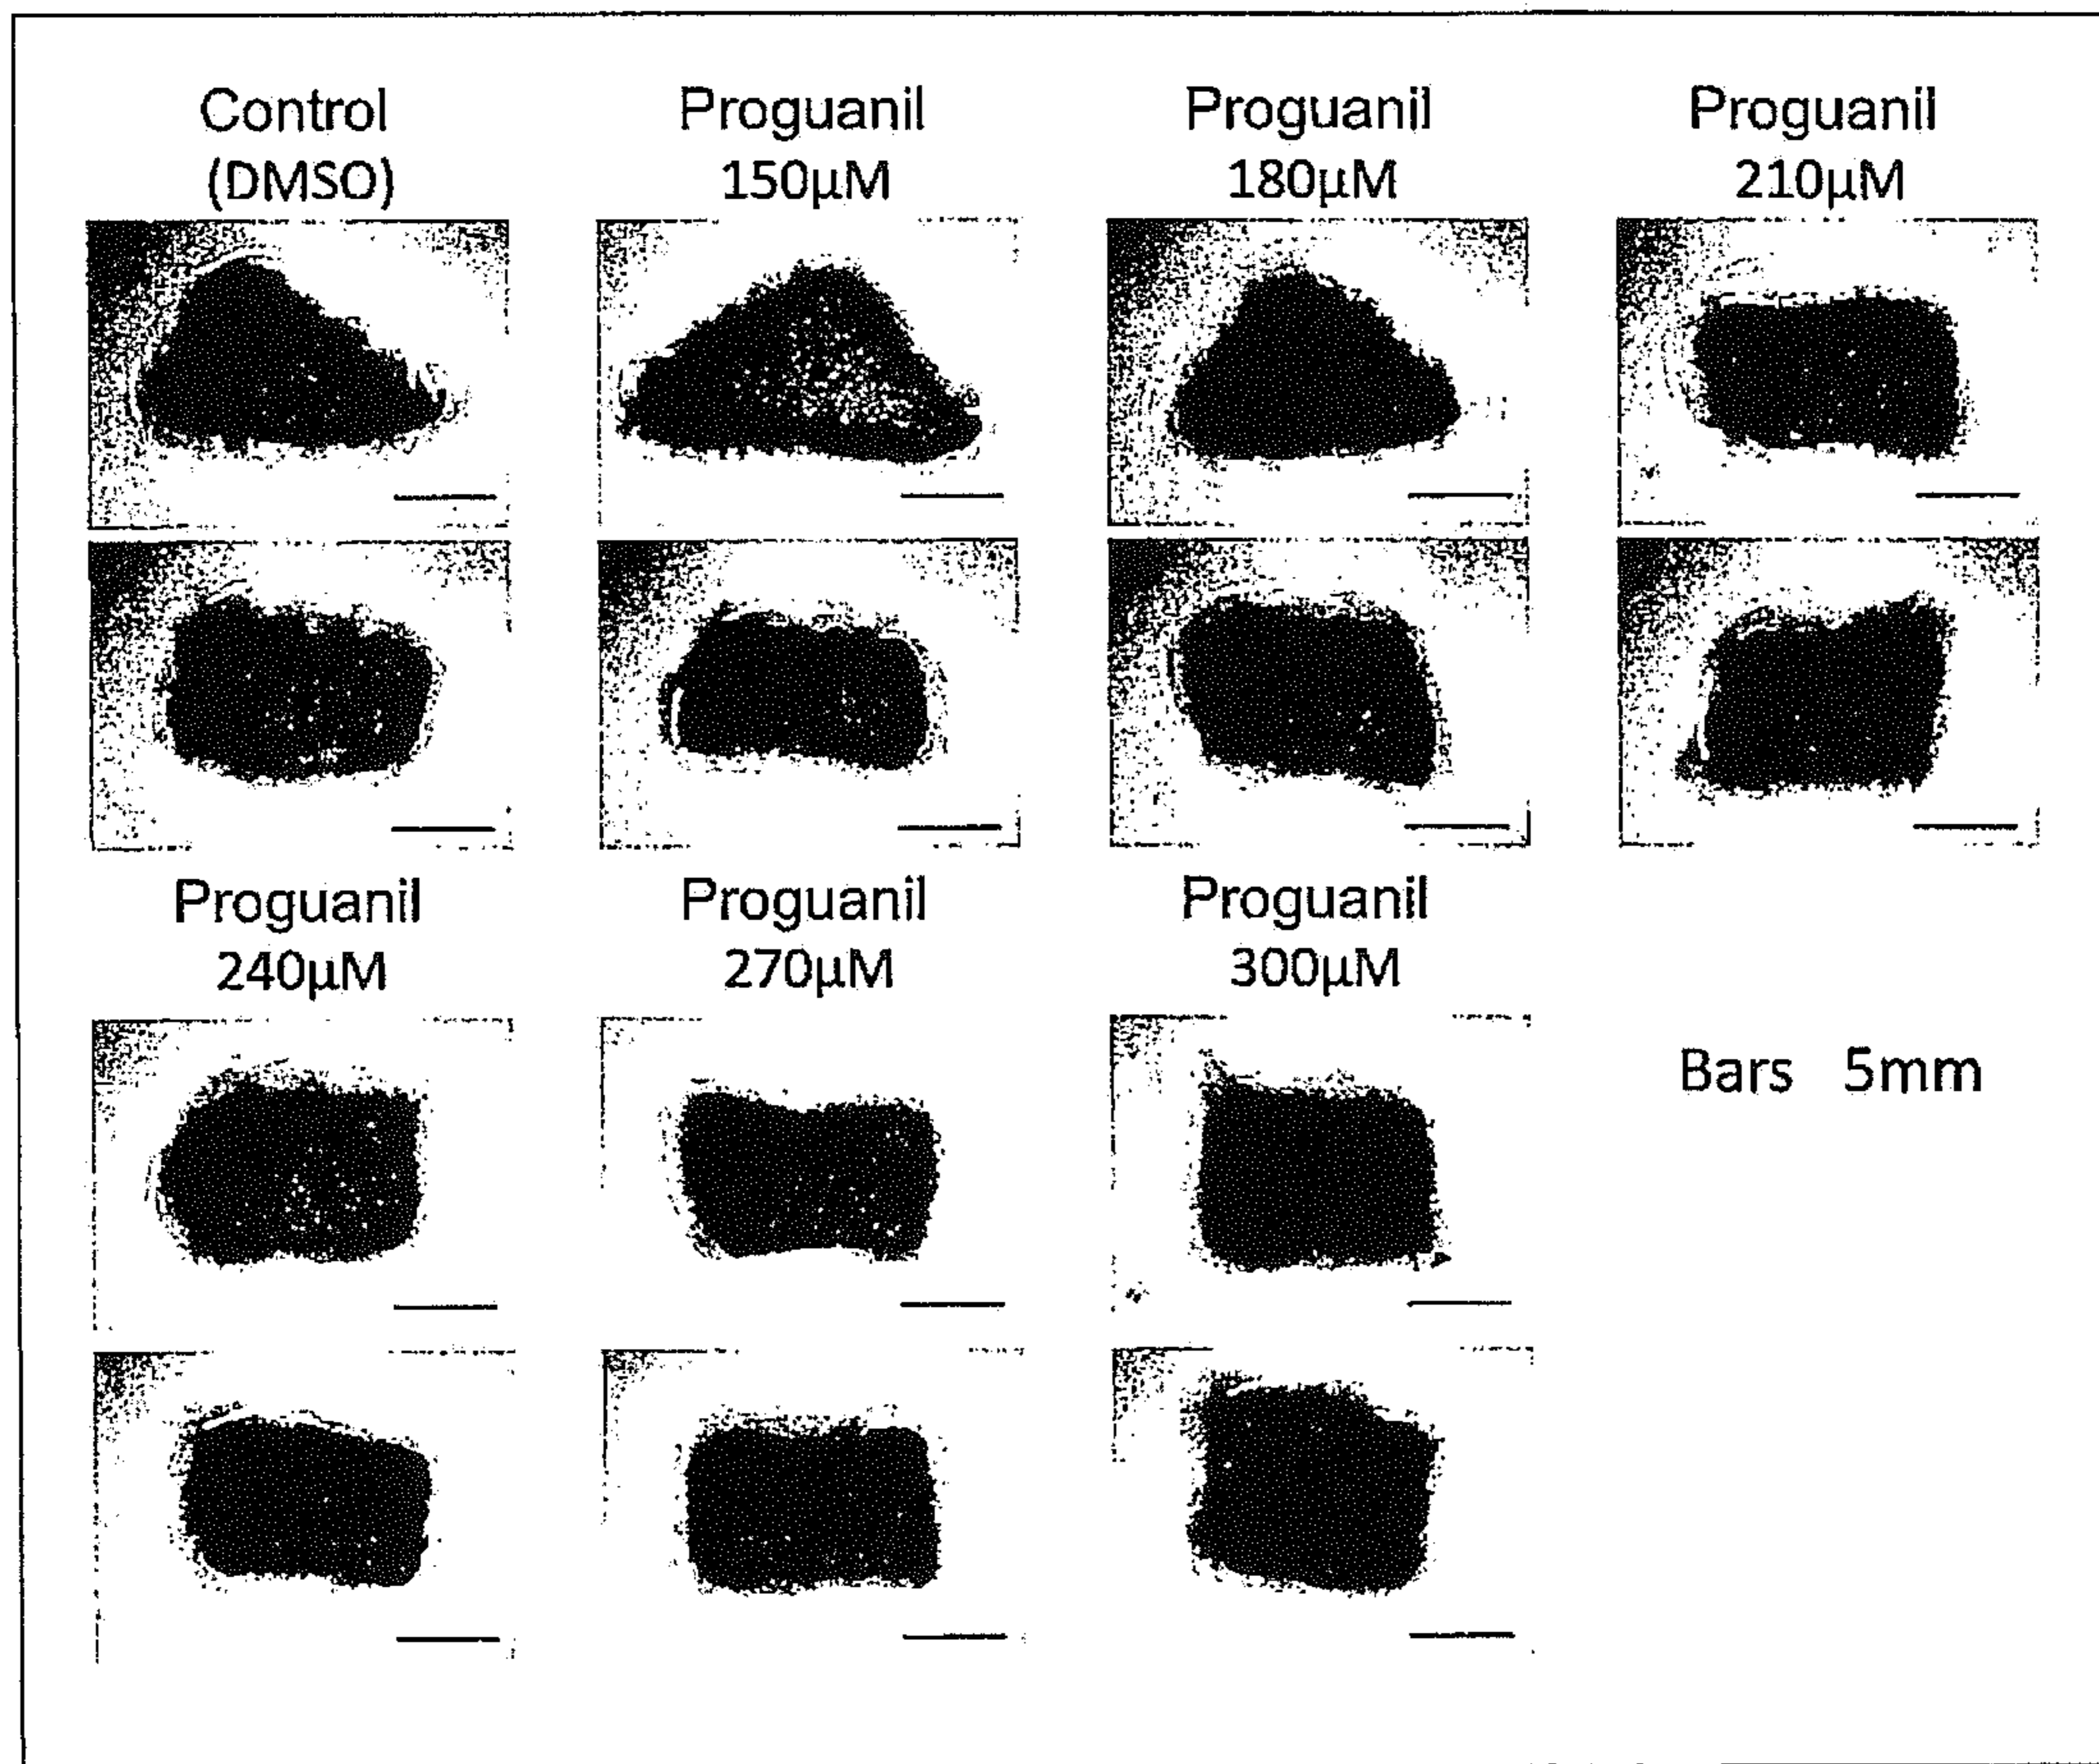 Control
(DMSO)
Proguanil
150μM
Proguanil
180μM
Proguanil
210μM
Proguanil
240μM
Proguanil
270μM
Proguanil
300μM
Bars 5mm